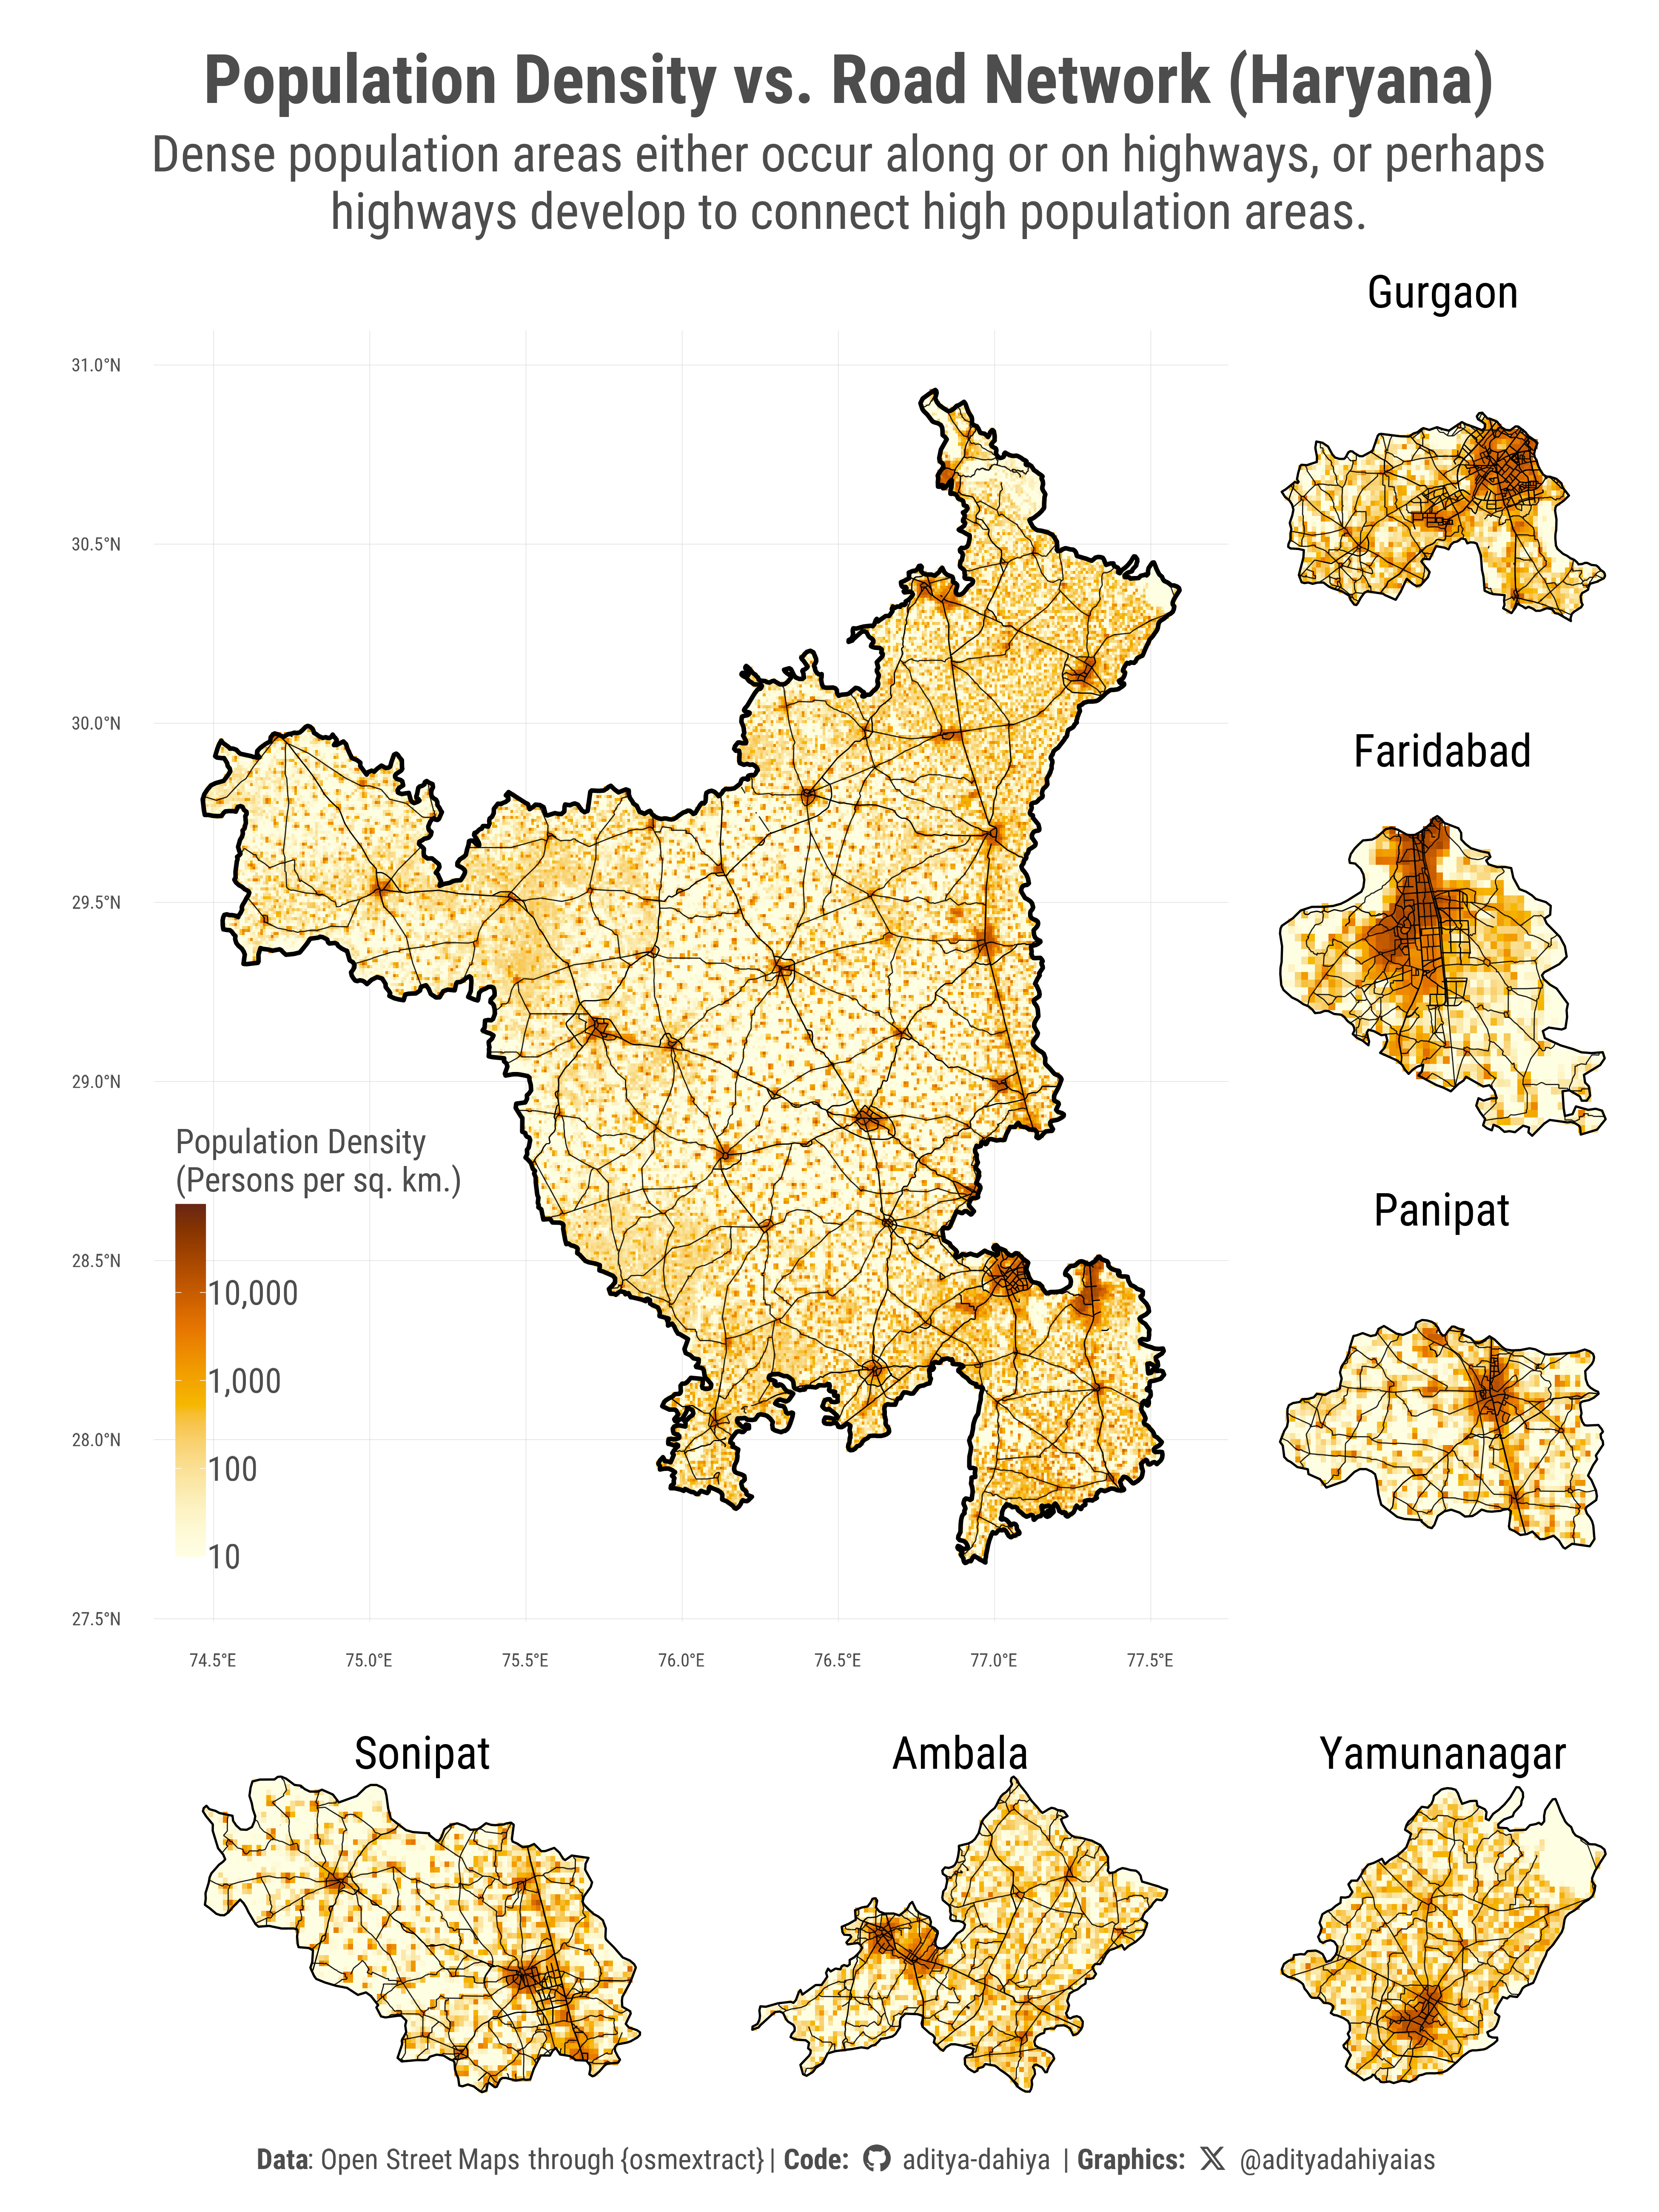 Population Density vs. Road Network (Haryana)
Dense population areas either occur along or on highways, or perhaps
highways develop to connect high population areas.
Gurgaon
31.0°N
30.5°N
30.0°N
29.5°N
29.0°N
28.5°N
28.0°N
27.5°N
74.5°E
75.0°E
75.5°E
76.0°E
76.5°E
77.0°E
77.5°E
Population Density
(Persons per sq. km.)
10,000
1,000
100
10
Faridabad
Panipat
Sonipat
Ambala
Yamunanagar
Data: Open Street Maps through {osmextract} | Code: aditya-dahiya | Graphics: @adityadahiyaias